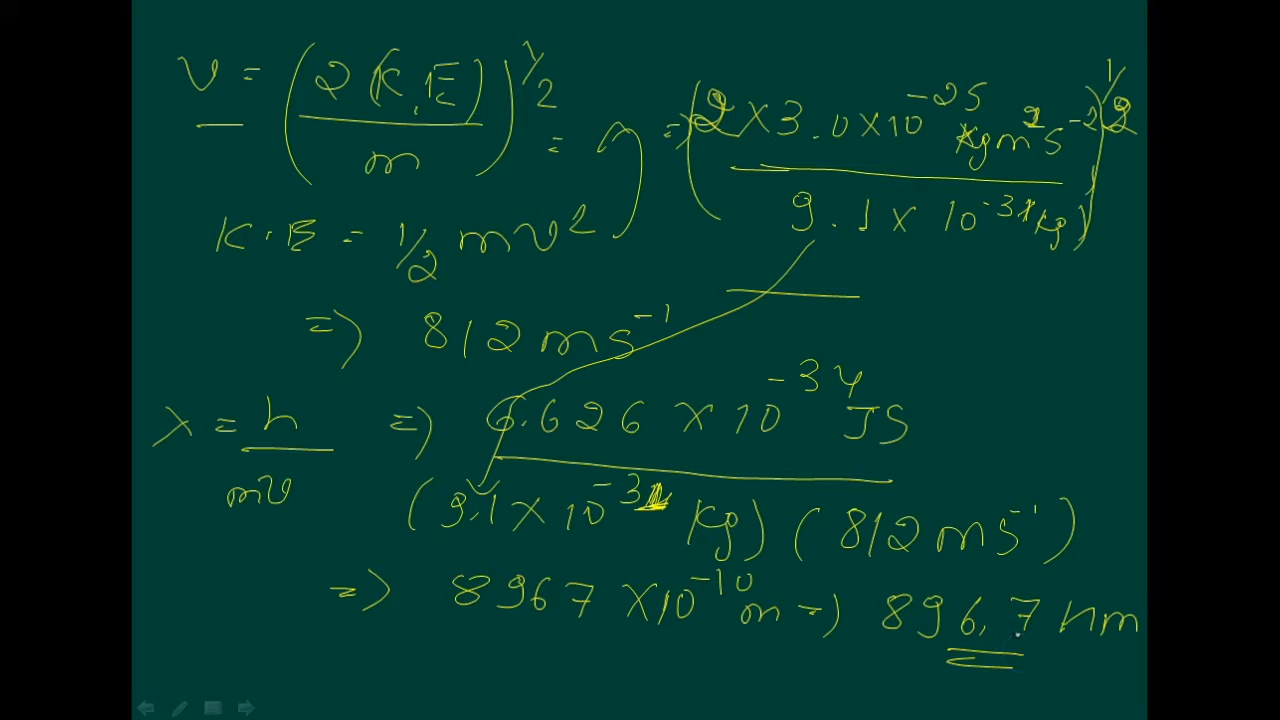 v = (2 K.E / m)^1/2 = ) => (2 X 3.0 X 10^-25 Kgm^2 s^-2 / 9.1 X 10^-31 kg)^1/2
K.E = 1/2 mv^2
=> 812 ms^-1
λ = h / mv => 6.626 X 10^-34 JS / (9.1 X 10^-31 Kg) (812 ms^-1)
=> 8967 X 10^-10 m => 896.7 nm